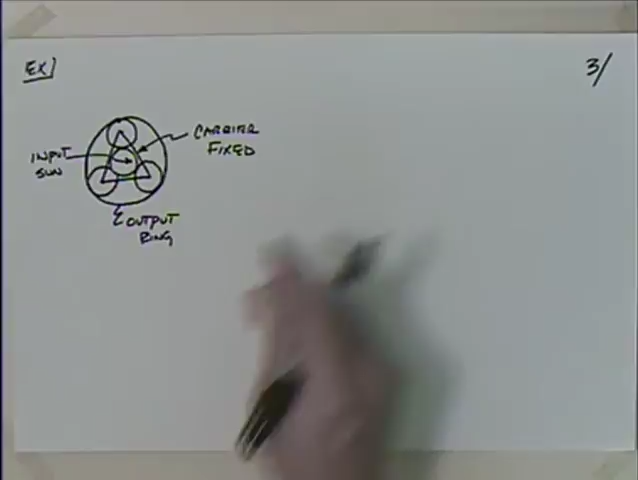 EX/
3/
CARRIER
FIXED
INPUT
SUN
OUTPUT
RING